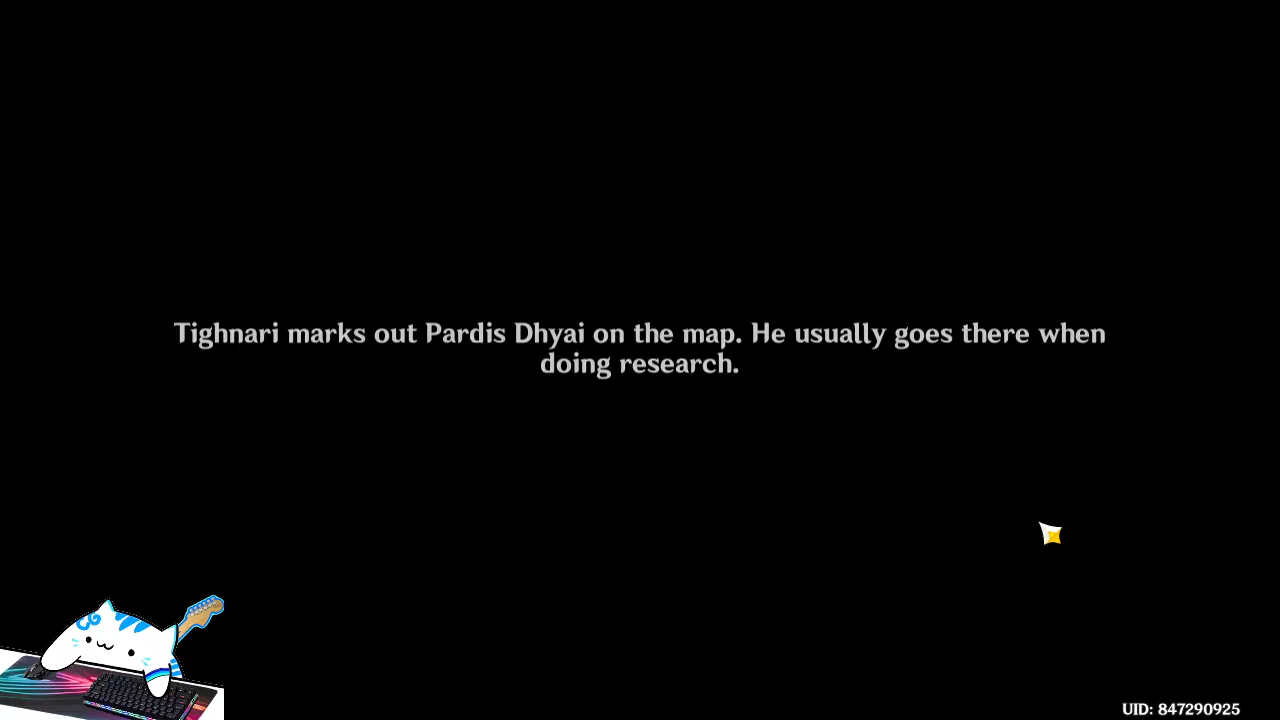 Tighnari marks out Pardis Dhyai on the map. He usually goes there when
doing research.
UID: 847290925